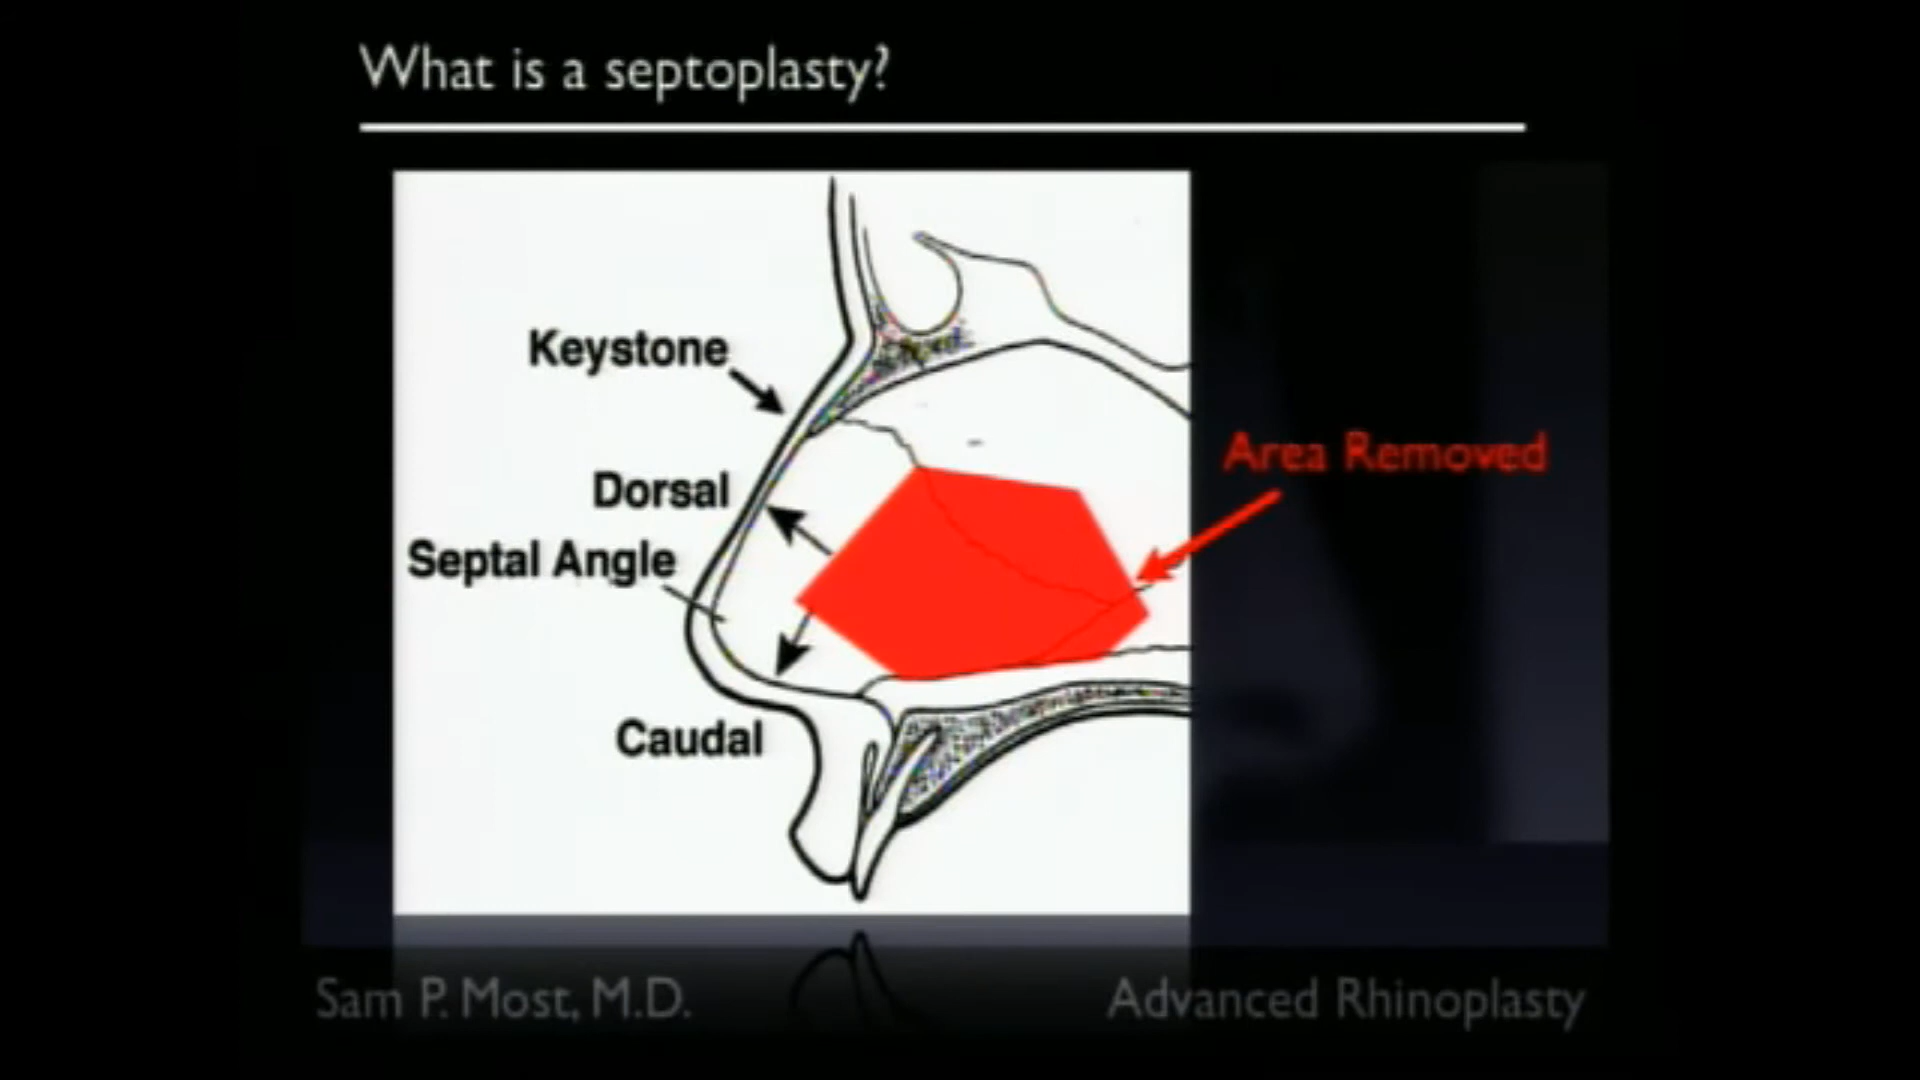 What is a septoplasty?
Keystone
Area Removed
Dorsal
Septal Angle
Caudal
Sam P. Most, M.D.
Advanced Rhinoplasty